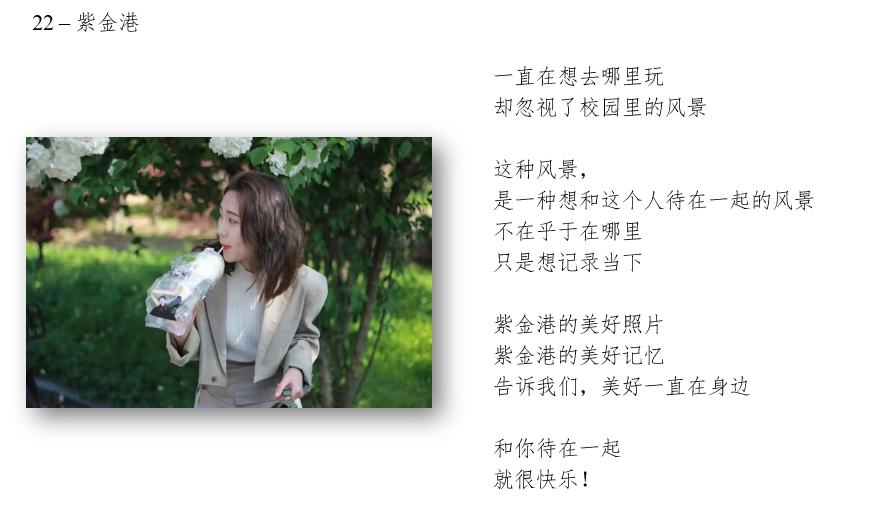 22 – 紫金港
一直在想去哪里玩
却忽视了校园里的风景
这种风景，
是一种想和这个人待在一起的风景
不在乎于在哪里
只是想记录当下
紫金港的美好照片
紫金港的美好记忆
告诉我们，美好一直在身边
和你待在一起
就很快乐！